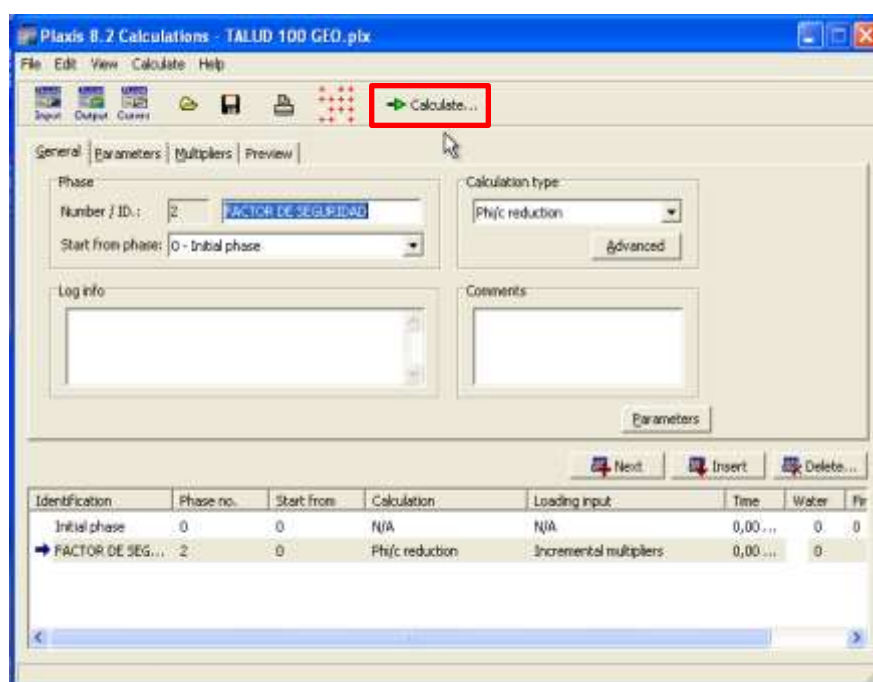 Plaxis 8.2 Calculations - TALUD 100 GEO.plx
File Edit View Calculate Help
Input Output Curves Calculate...
General Parameters Multipliers Preview
Phase
Number / ID.: 2 FACTOR DE SEGURIDAD
Start from phase: 0 - Initial phase
Calculation type
Phi/c reduction
Advanced
Log info
Comments
Parameters
Next Insert Delete...
Identification Phase no. Start from Calculation Loading input Time Water Fir
Initial phase 0 0 N/A N/A 0,00 ... 0 0
FACTOR DE SEG... 2 0 Phi/c reduction Incremental multipliers 0,00 ... 0